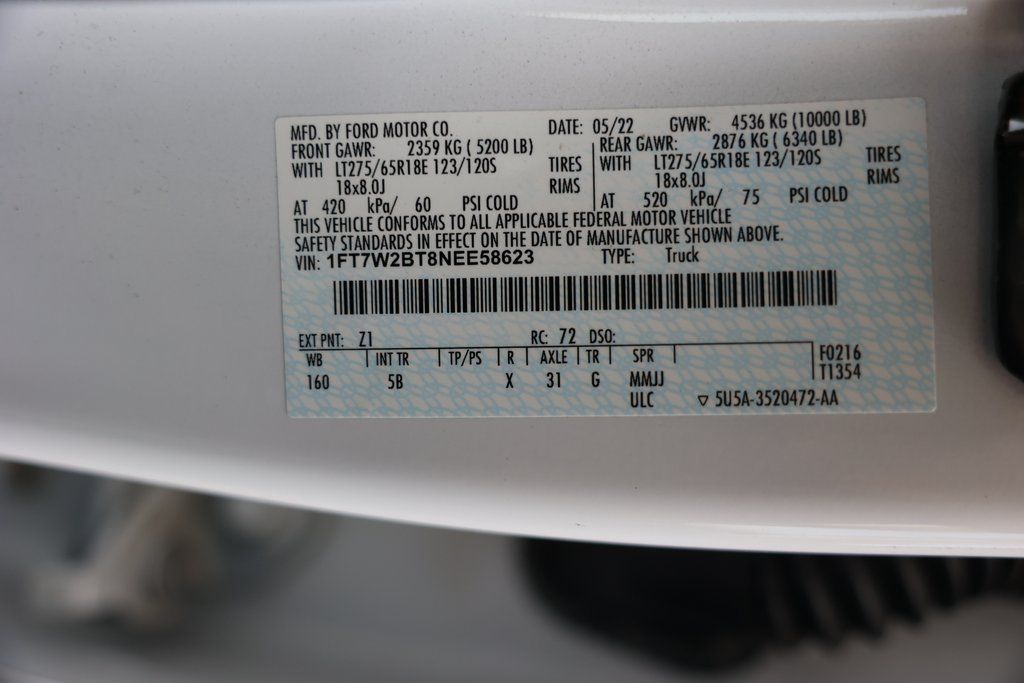 MFD. BY FORD MOTOR CO. DATE: 05/22 GVWR: 4536 KG (10000 LB)
FRONT GAWR: 2359 KG ( 5200 LB) REAR GAWR: 2876 KG ( 6340 LB)
WITH LT275/65R18E 123/120S TIRES WITH LT275/65R18E 123/120S TIRES
18x8.0J RIMS 18x8.0J RIMS
AT 420 kPa/ 60 PSI COLD AT 520 kPa/ 75 PSI COLD
THIS VEHICLE CONFORMS TO ALL APPLICABLE FEDERAL MOTOR VEHICLE
SAFETY STANDARDS IN EFFECT ON THE DATE OF MANUFACTURE SHOWN ABOVE.
VIN: 1FT7W2BT8NEE58623 TYPE: Truck
EXT PNT: Z1 RC: 72 DSO:
WB INT TR TP/PS R AXLE TR SPR F0216
160 5B X 31 G MMJJ T1354
ULC ▽ 5U5A-3520472-AA